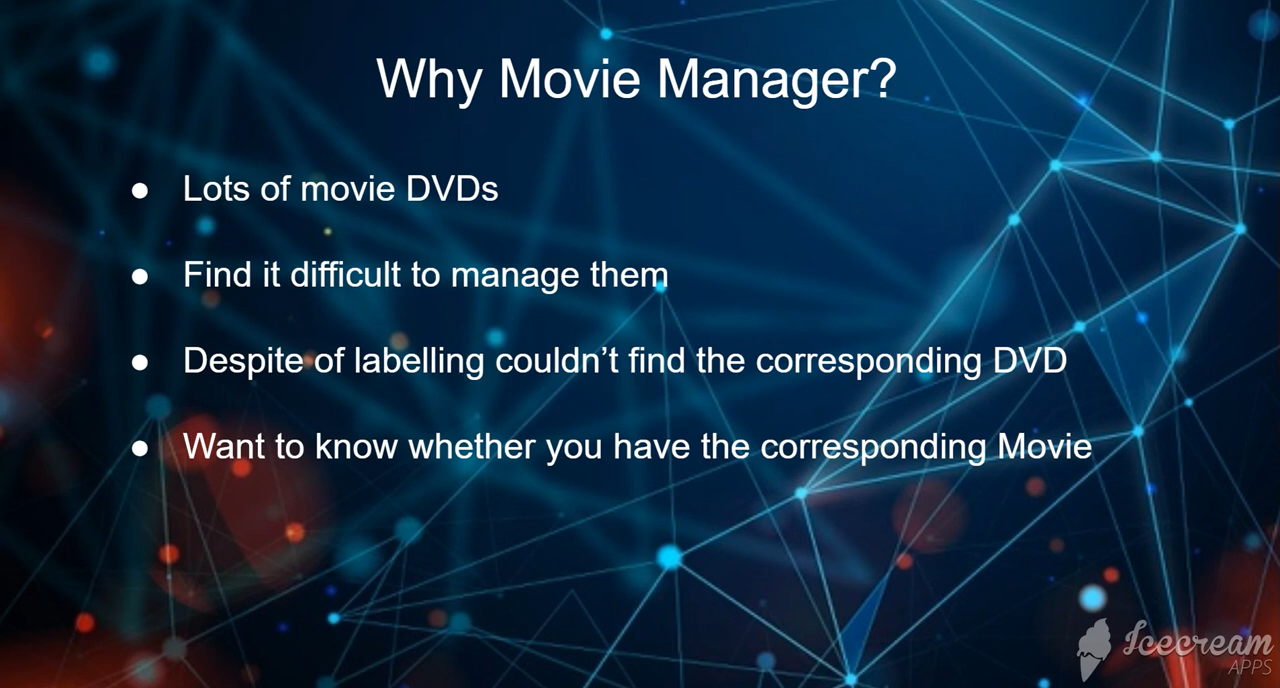 Why Movie Manager?
● Lots of movie DVDs
● Find it difficult to manage them
● Despite of labelling couldn’t find the corresponding DVD
● Want to know whether you have the corresponding Movie
Icecream
APPS